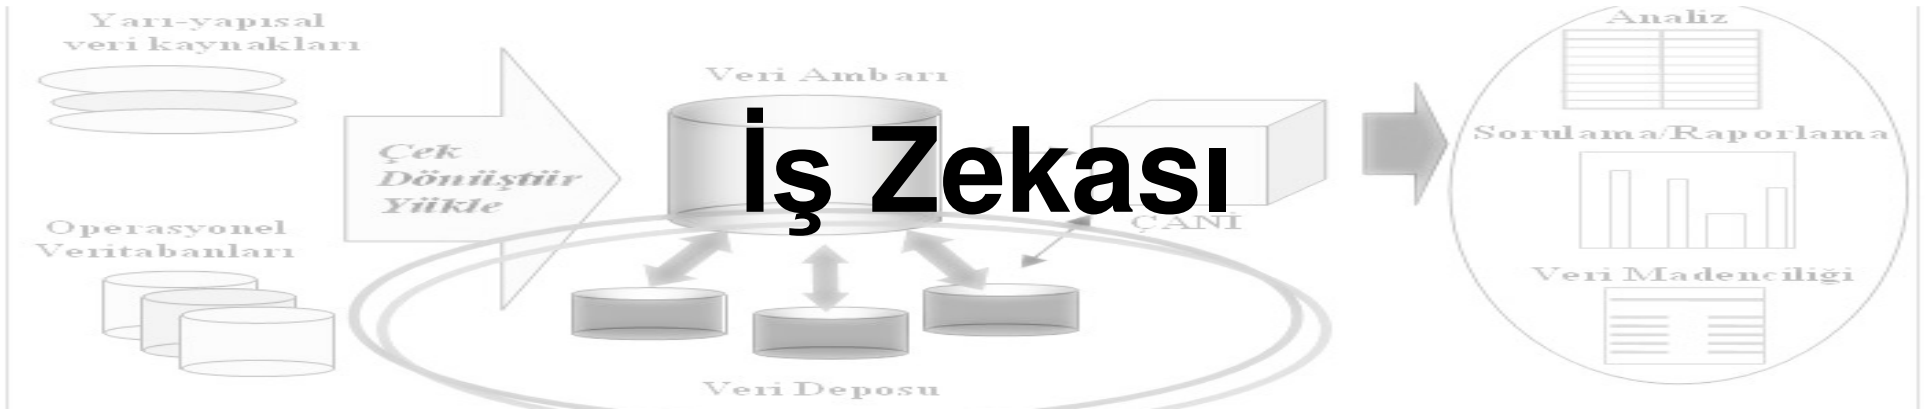 Yarı-yapısal
veri kaynakları
Operasyonel
Veritabanları
Çek
Dönüştür
Yükle
Veri Ambarı
İş Zekası
ÇANİ
Veri Deposu
Analiz
Sorulama/Raporlama
Veri Madenciliği